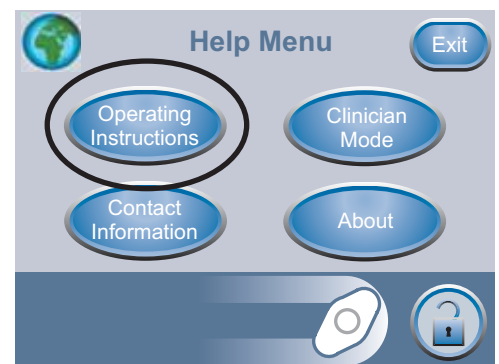 Help Menu
Exit
Operating
Instructions
Clinician
Mode
Contact
Information
About